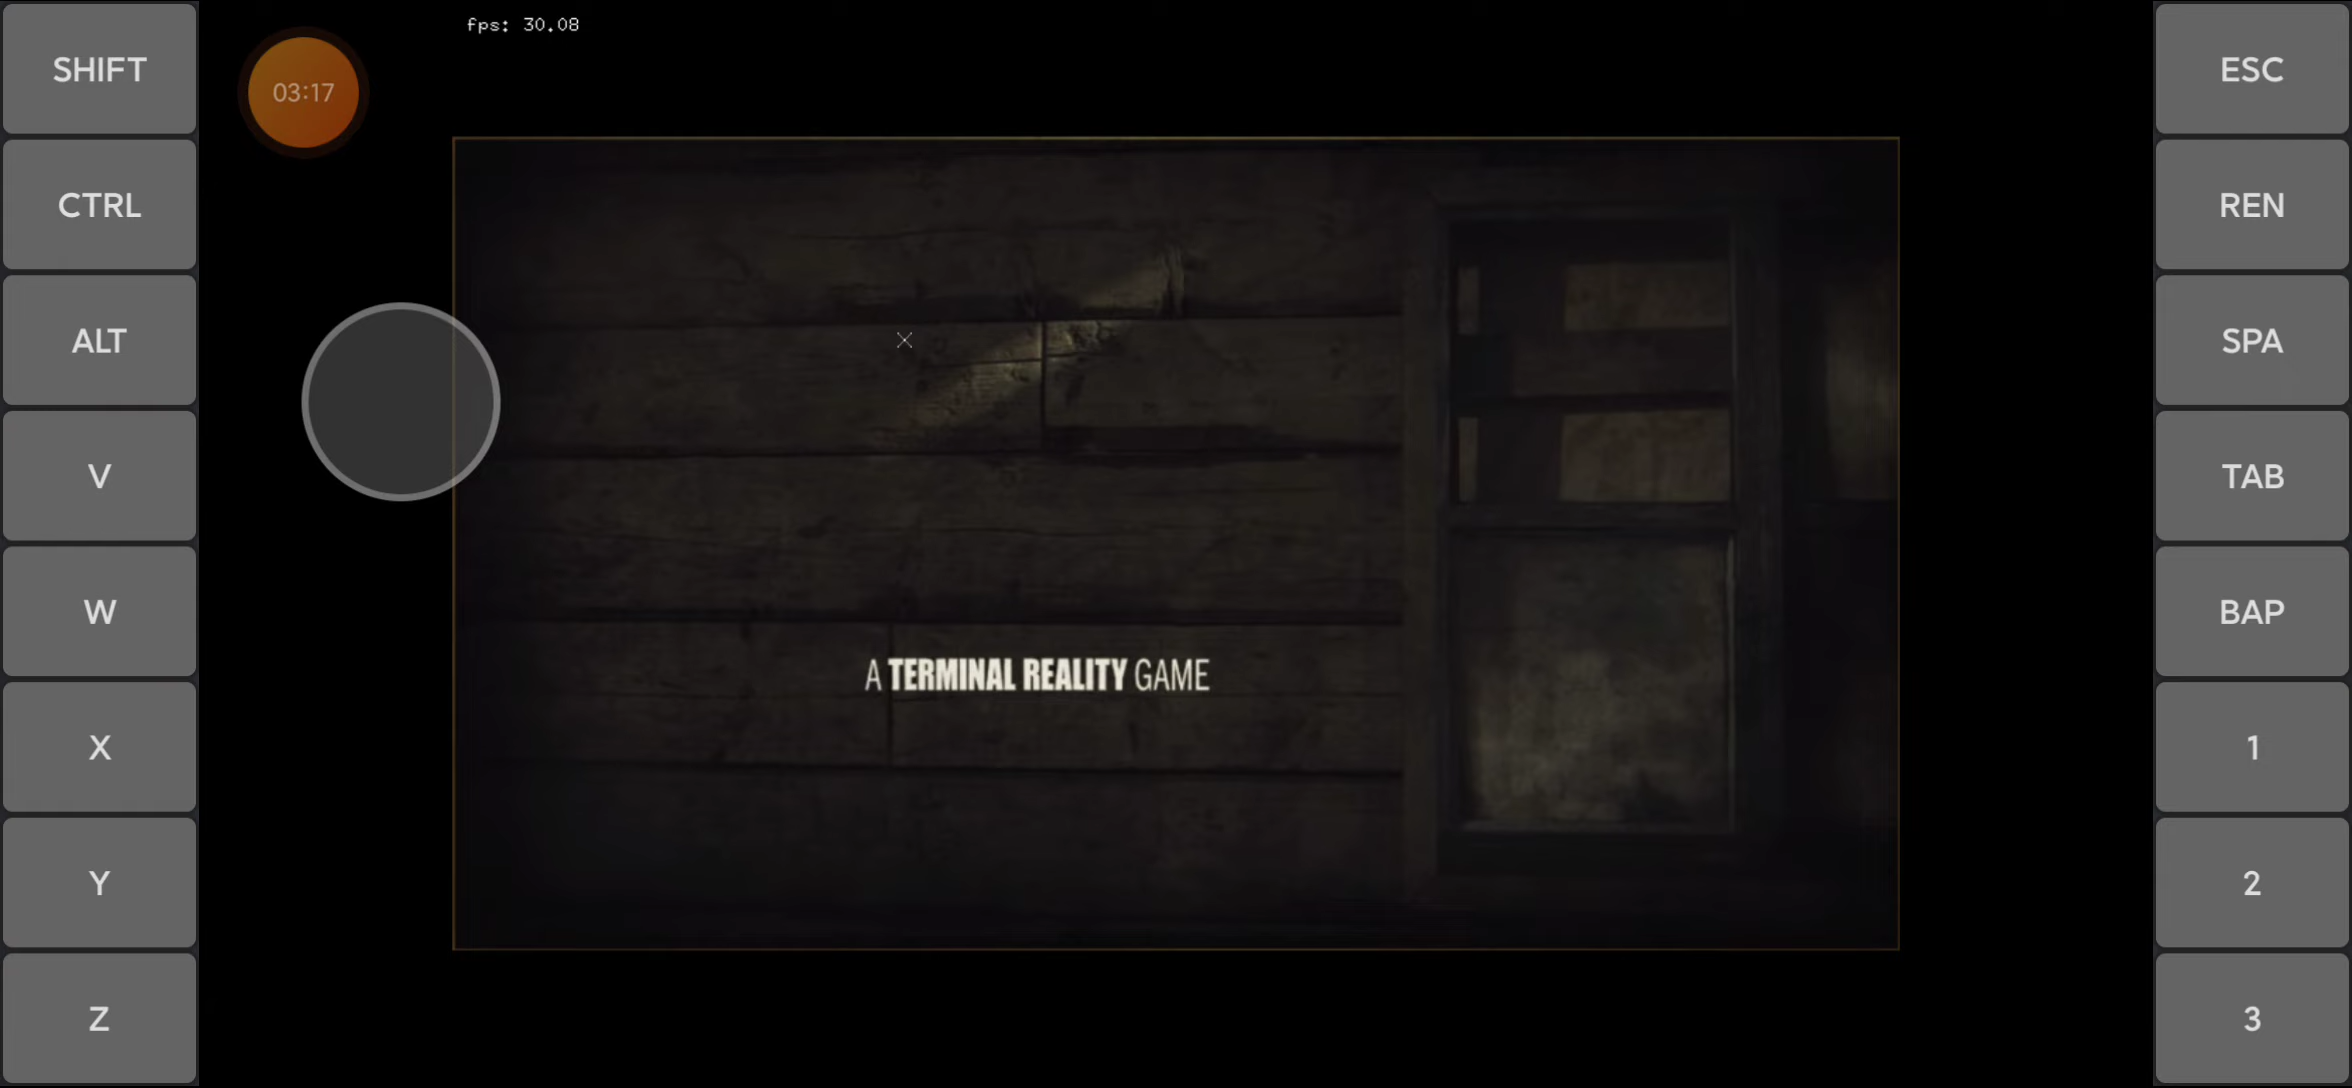 fps: 30.08
SHIFT
ESC
03:17
CTRL
REN
ALT
SPA
V
TAB
W
BAP
A TERMINAL REALITY GAME
X
1
Y
2
Z
3